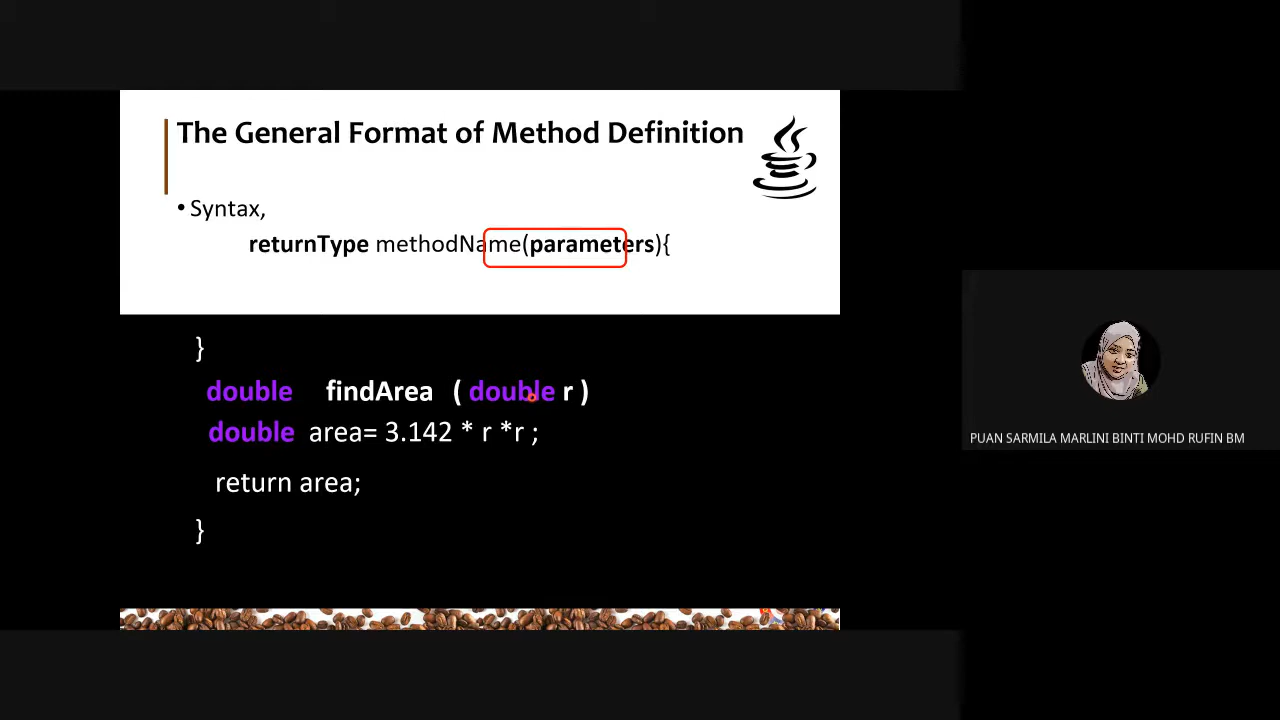 The General Format of Method Definition
• Syntax,
returnType methodName(parameters){
}
double findArea ( double r )
double area= 3.142 * r *r ;
return area;
}
PUAN SARMILA MARLINI BINTI MOHD RUFIN BM